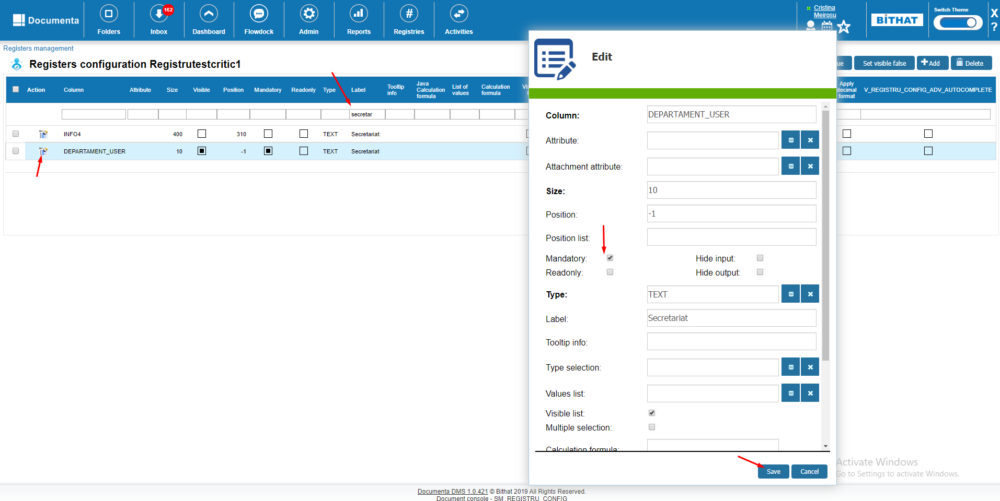 Documenta
Folders
162
Inbox
Dashboard
Flowdock
Admin
Reports
#
Registries
Activities
Cristina
Meirosu
BITHAT
Switch Theme
X
?
Registers management
Registers configuration Registrutestcritic1
ue
Set visible false
Add
Delete
Action
Column
Attribute
Size
Visible
Position
Mandatory
Readonly
Type
Label
Tooltip
info
Java
Calculation
formula
List of
values
Calculation
formula
Apply
decimal
format
V_REGISTRU_CONFIG_ADV_AUTOCOMPLETE
secretar
INFO4 400 310 TEXT Secretariat:
DEPARTAMENT_USER 10 -1 TEXT Secretariat
Edit
Column: DEPARTAMENT_USER
Attribute:
Attachment attribute:
Size: 10
Position: -1
Position list:
Mandatory: Hide input:
Readonly: Hide output:
Type: TEXT
Label: Secretariat
Tooltip info:
Type selection:
Values list:
Visible list:
Multiple selection:
Calculation formula:
Save
Cancel
Activate Windows
Go to Settings to activate Windows.
Documenta DMS 1.0.421 © Bithat 2019 All Rights Reserved.
Document console - SM_REGISTRU_CONFIG